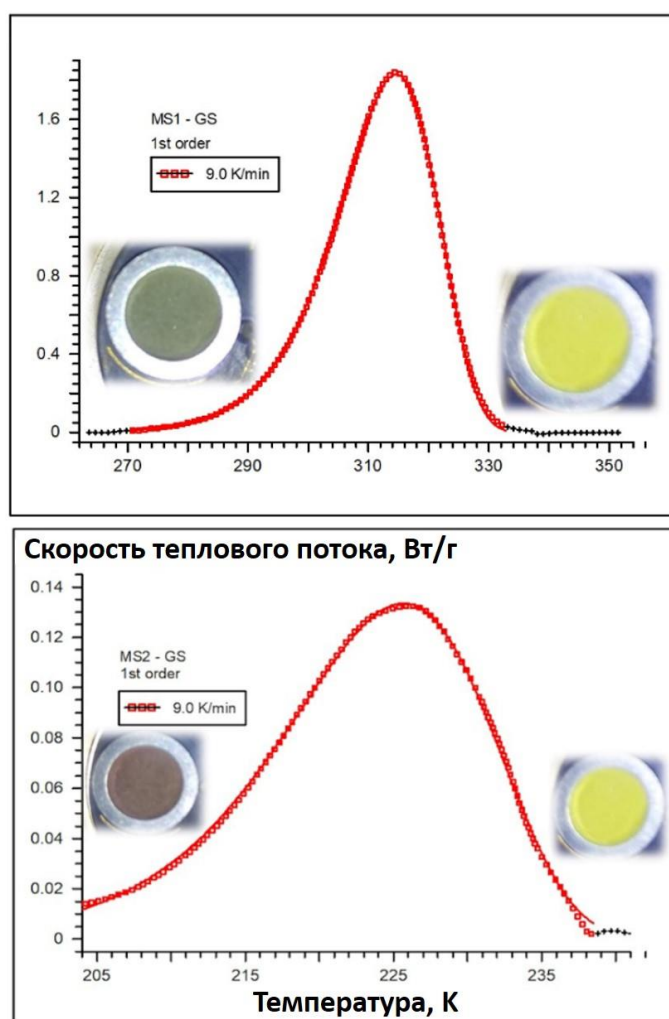 1.6
MS1 - GS
1st order
9.0 K/min
1.2
0.8
0.4
0
270 290 310 330 350
Скорость теплового потока, Вт/г
0.14
0.12
MS2 - GS
1st order
0.10
9.0 K/min
0.08
0.06
0.04
0.02
0
205 215 225 235
Температура, К